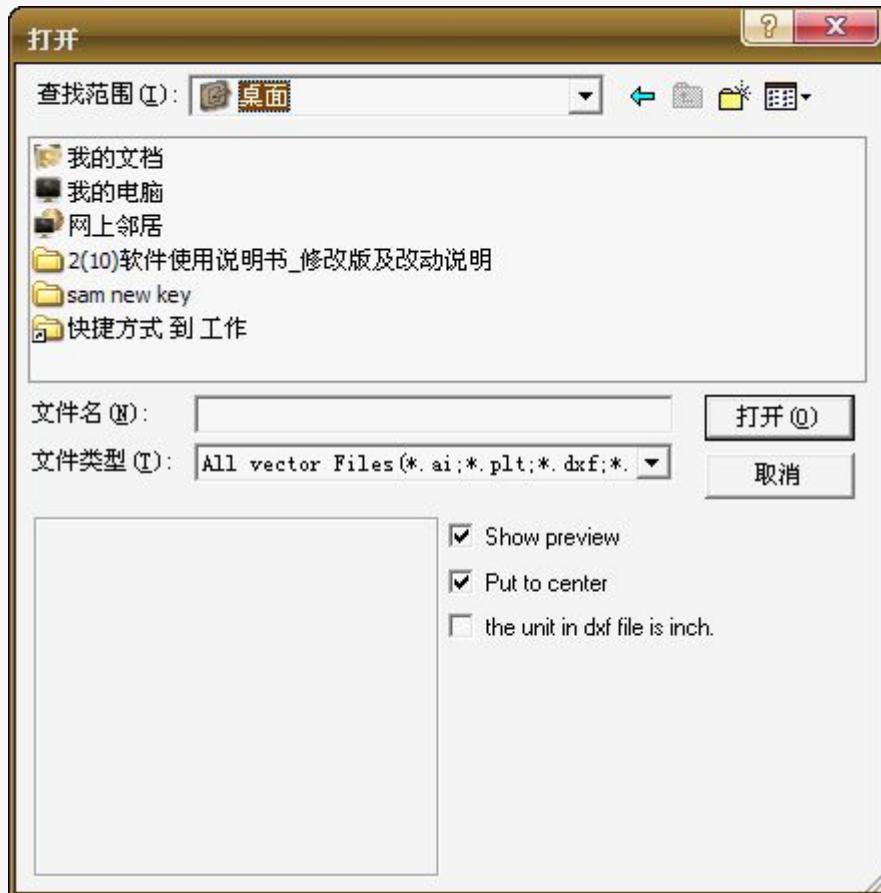 打开
查找范围(I):
桌面
我的文档
我的电脑
网上邻居
2(10)软件使用说明书_修改版及改动说明
sam new key
快捷方式 到 工作
文件名(N):
打开(O)
文件类型(T):
All vector Files(*.ai;*.plt;*.dxf;*.
取消
Show preview
Put to center
the unit in dxf file is inch.